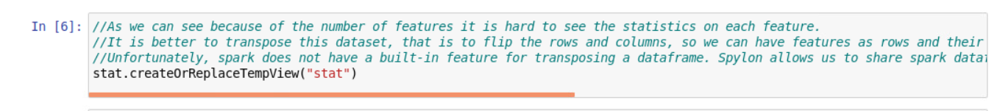 In [6]: //As we can see because of the number of features it is hard to see the statistics on each feature.
//It is better to transpose this dataset, that is to flip the rows and columns, so we can have features as rows and their
//Unfortunately, spark does not have a built-in feature for transposing a dataframe. Spylon allows us to share spark
stat.createOrReplaceTempView("stat")